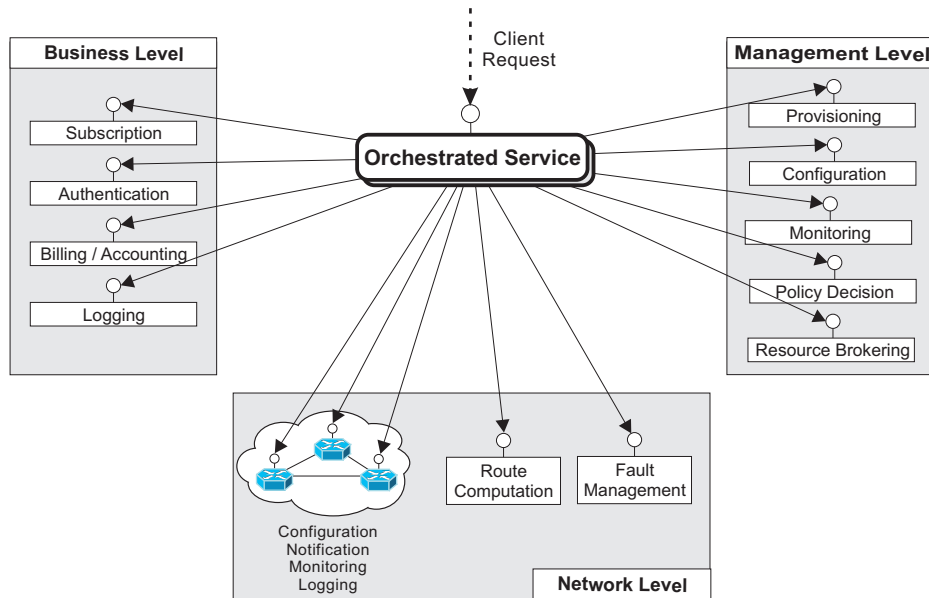 Client
Request
Business Level
Subscription
Authentication
Billing / Accounting
Logging
Orchestrated Service
Management Level
Provisioning
Configuration
Monitoring
Policy Decision
Resource Brokering
Configuration
Notification
Monitoring
Logging
Route
Computation
Fault
Management
Network Level